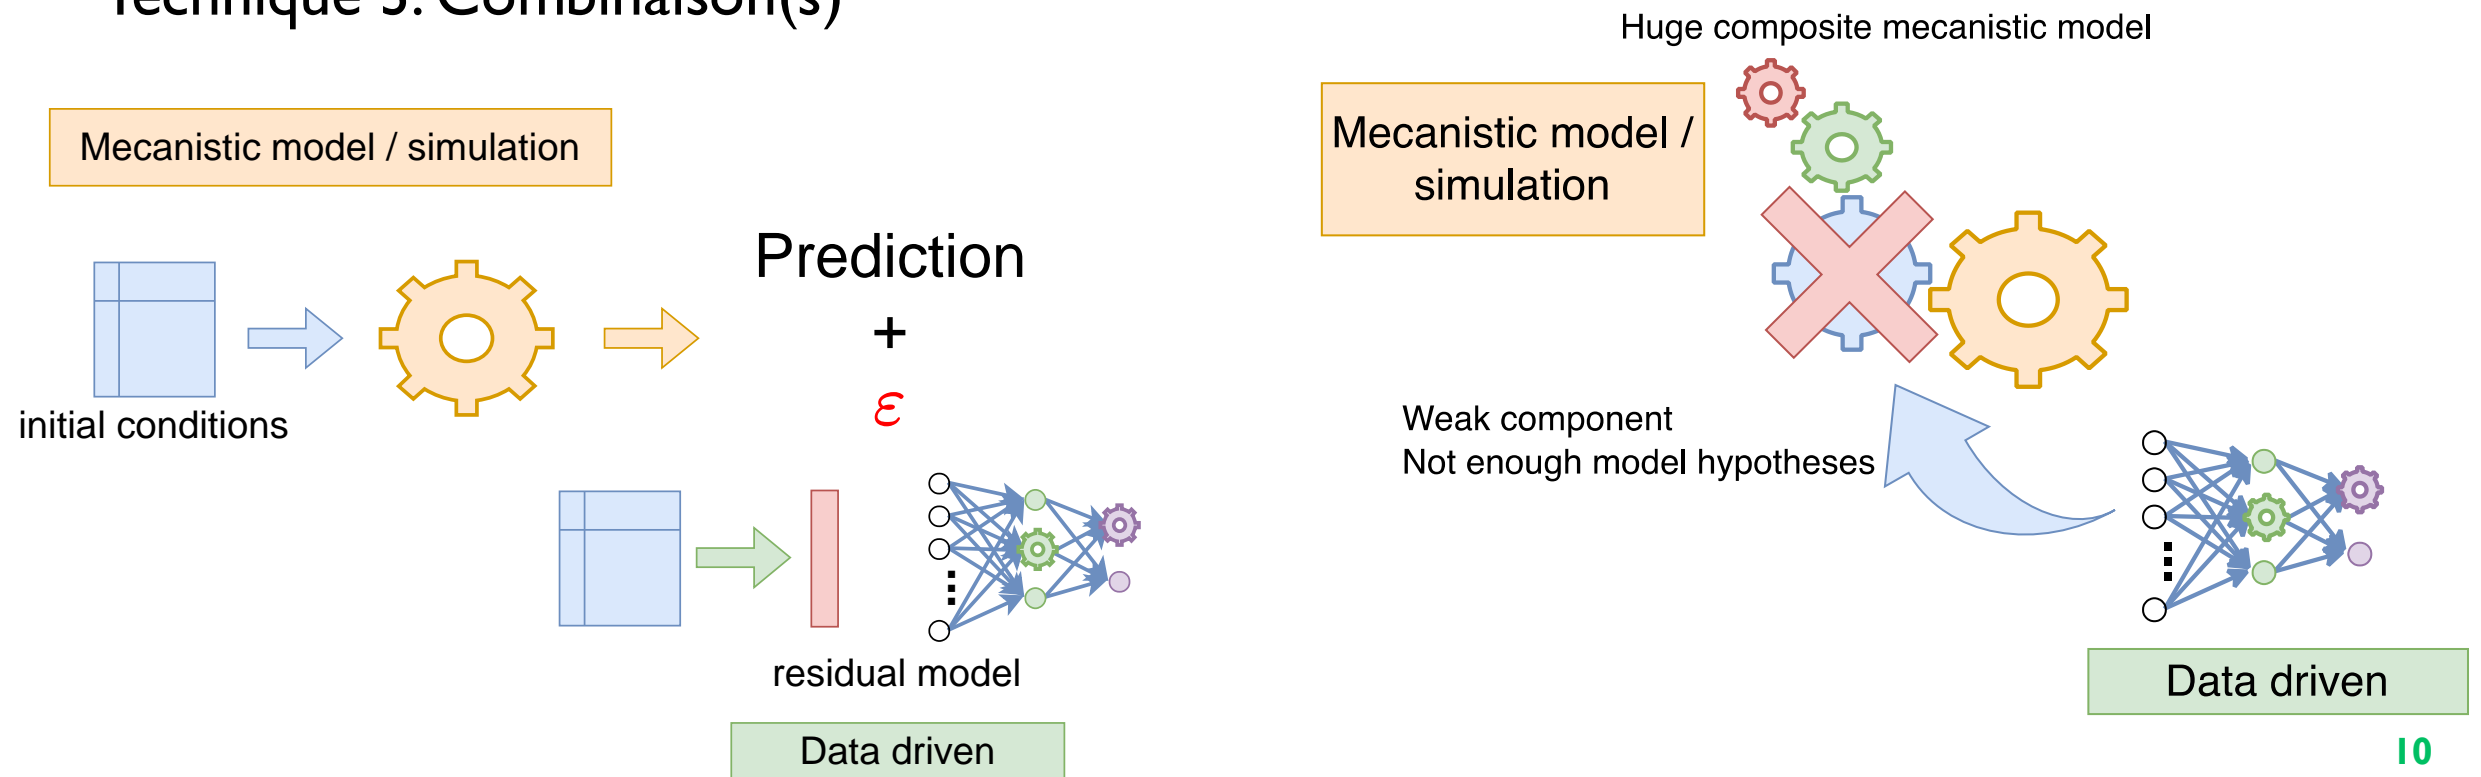 Technique 3: Combinaison(s)
Mecanistic model / simulation
initial conditions
Prediction
+
ε
residual model
Data driven
Huge composite mecanistic model
Mecanistic model /
simulation
Weak component
Not enough model hypotheses
Data driven
10